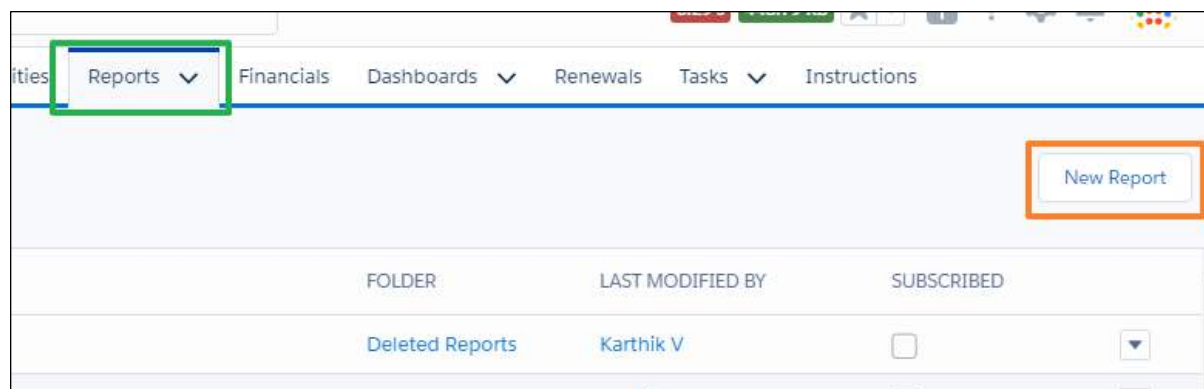 ities Reports Financials Dashboards Renewals Tasks Instructions
New Report
FOLDER LAST MODIFIED BY SUBSCRIBED
Deleted Reports Karthik V